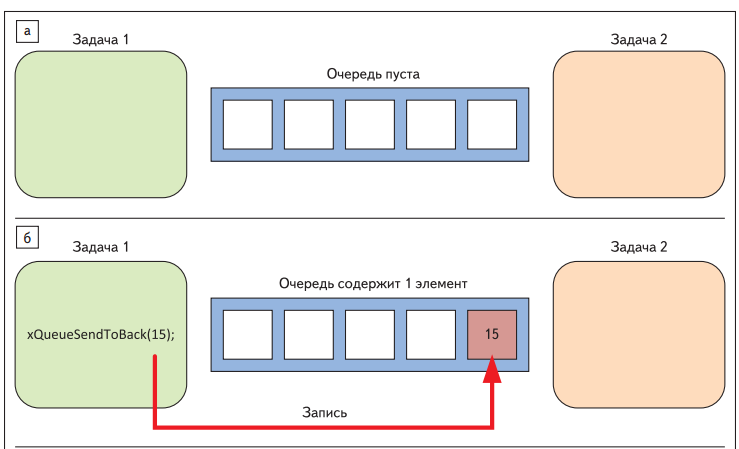 а
Задача 1
Задача 2
Очередь пуста
б
Задача 1
Задача 2
Очередь содержит 1 элемент
xQueueSendToBack(15);
15
Запись